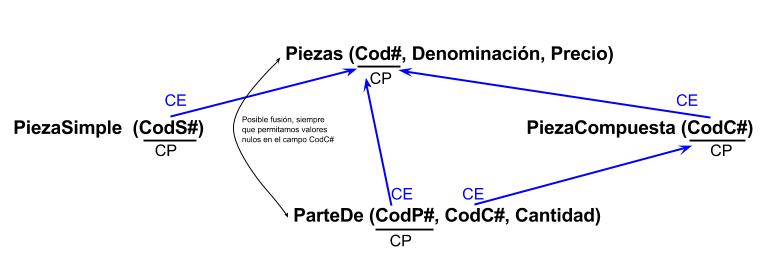 Piezas (Cod#, Denominación, Precio)
CP
CE
CE
Posible fusión, siempre
que permitamos valores
nulos en el campo CodC#
PiezaSimple (CodS#)
CP
PiezaCompuesta (CodC#)
CP
CE
CE
ParteDe (CodP#, CodC#, Cantidad)
CP